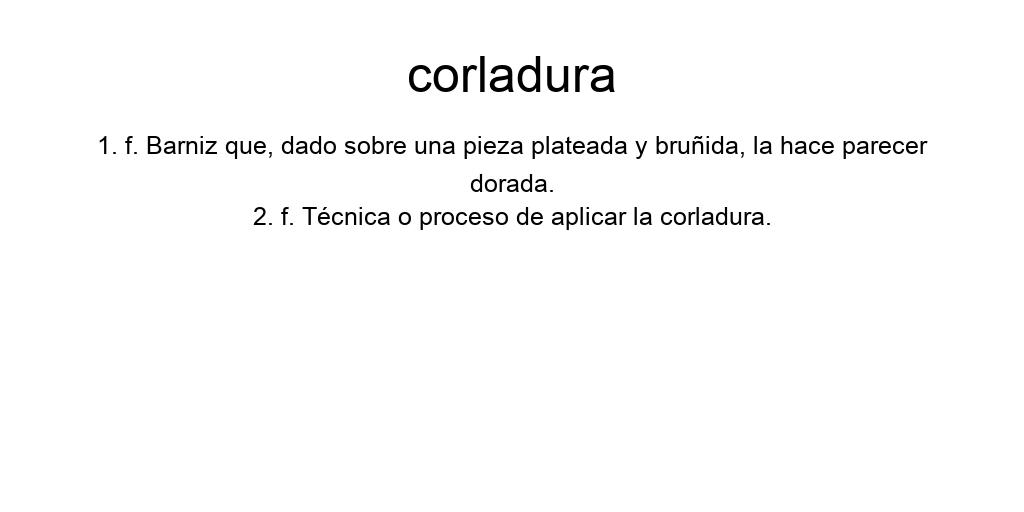 corladura
1. f. Barniz que, dado sobre una pieza plateada y bruñida, la hace parecer
dorada.
2. f. Técnica o proceso de aplicar la corladura.